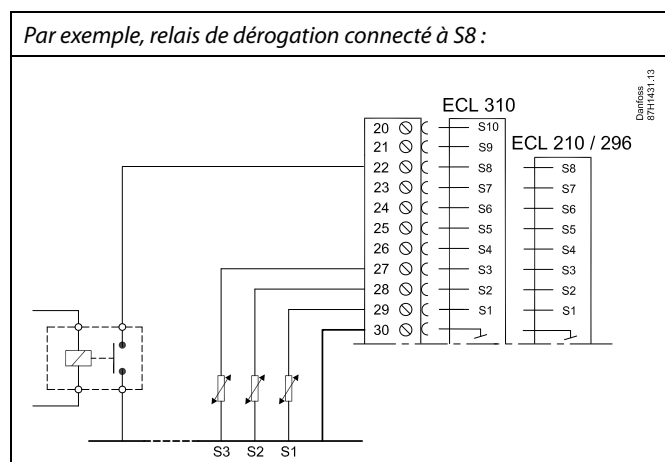 Par exemple, relais de dérogation connecté à S8 :
Danfoss
87H1431.13
ECL 310
ECL 210 / 296
20 S10
21 S9
22 S8 S8
23 S7 S7
24 S6 S6
25 S5 S5
26 S4 S4
27 S3 S3
28 S2 S2
29 S1 S1
30
S3 S2 S1